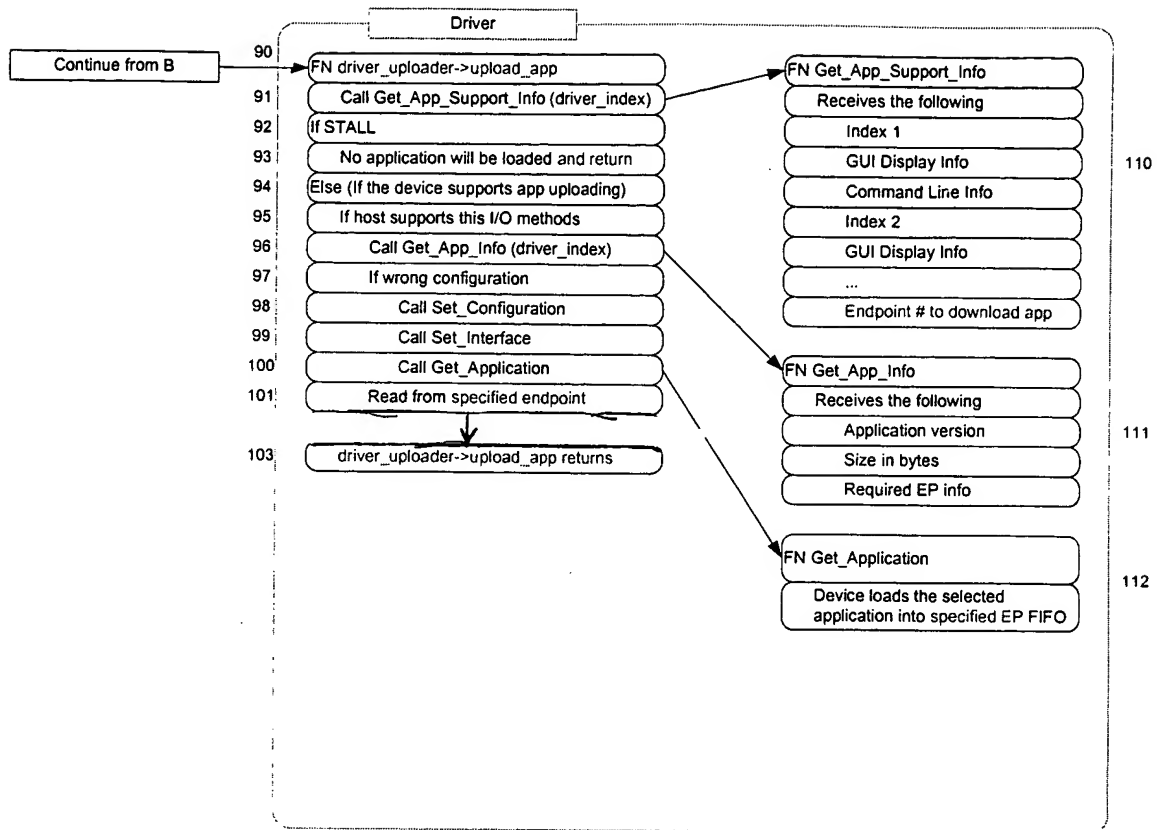 Driver
Continue from B
90
FN driver_uploader->upload_app
91
Call Get_App_Support_Info (driver_index)
92
If STALL
93
No application will be loaded and return
94
Else (If the device supports app uploading)
95
If host supports this I/O methods
96
Call Get_App_Info (driver_index)
97
If wrong configuration
98
Call Set_Configuration
99
Call Set_Interface
100
Call Get_Application
101
Read from specified endpoint
103
driver_uploader->upload_app returns
FN Get_App_Support_Info
Receives the following
Index 1
GUI Display Info
Command Line Info
Index 2
GUI Display Info
...
Endpoint # to download app
110
FN Get_App_Info
Receives the following
Application version
Size in bytes
Required EP info
111
FN Get_Application
Device loads the selected
application into specified EP FIFO
112